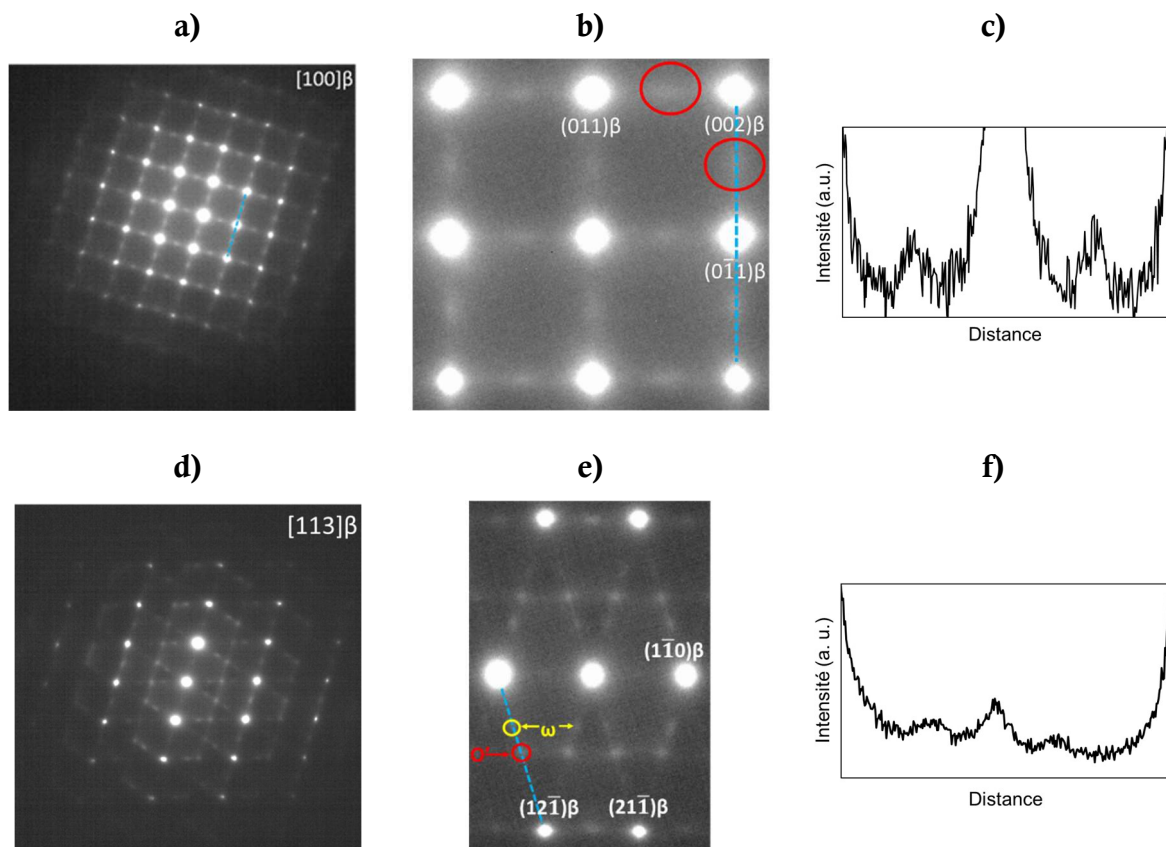 a)
b)
c)
[100]β
(011)β
(002)β
(01̅1)β
Intensité (a.u.)
Distance
d)
e)
f)
[113]β
(11̅0)β
ω
O'
(121̅)β
(211̅)β
Intensité (a. u.)
Distance